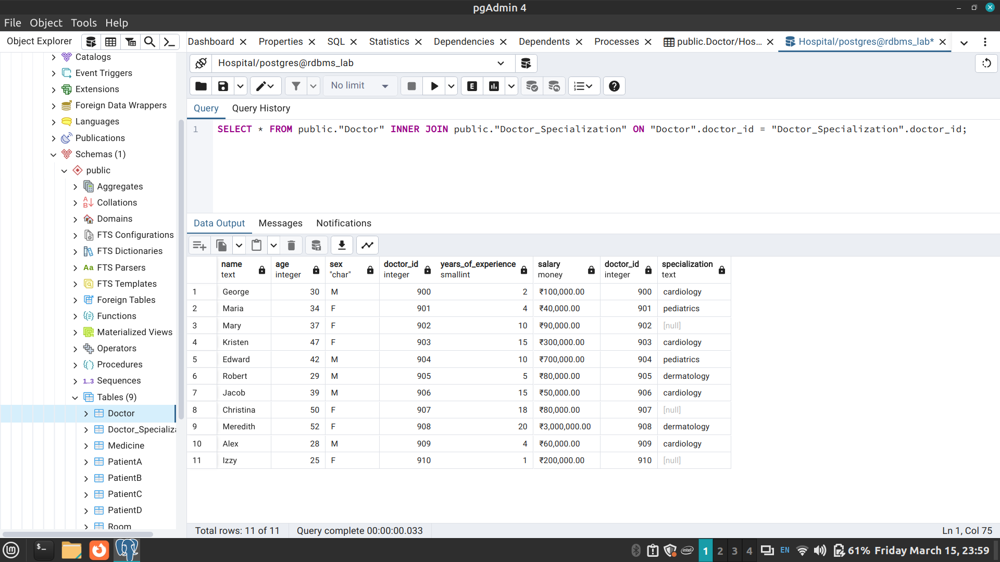 pgAdmin 4
File Object Tools Help
Object Explorer
Dashboard Properties SQL Statistics Dependencies Dependents Processes public.Doctor/Hos... Hospital/postgres@rdbms_lab*
Catalogs
Event Triggers
Extensions
Foreign Data Wrappers
Languages
Publications
Schemas (1)
public
Aggregates
Collations
Domains
FTS Configurations
FTS Dictionaries
Aa FTS Parsers
FTS Templates
Foreign Tables
Functions
Materialized Views
Operators
Procedures
1..3 Sequences
Tables (9)
Doctor
Doctor_Specializa
Medicine
PatientA
PatientB
PatientC
PatientD
Room
Hospital/postgres@rdbms_lab
No limit
E
Query Query History
1 SELECT * FROM public."Doctor" INNER JOIN public."Doctor_Specialization" ON "Doctor".doctor_id = "Doctor_Specialization".doctor_id;
Data Output Messages Notifications
name age sex doctor_id years_of_experience salary doctor_id specialization
text integer "char" integer smallint money integer text
1 George 30 M 900 2 ₹100,000.00 900 cardiology
2 Maria 34 F 901 4 ₹40,000.00 901 pediatrics
3 Mary 37 F 902 10 ₹90,000.00 902 [null]
4 Kristen 47 F 903 15 ₹300,000.00 903 cardiology
5 Edward 42 M 904 10 ₹700,000.00 904 pediatrics
6 Robert 29 M 905 5 ₹80,000.00 905 dermatology
7 Jacob 39 M 906 15 ₹50,000.00 906 cardiology
8 Christina 50 F 907 18 ₹80,000.00 907 [null]
9 Meredith 52 F 908 20 ₹3,000,000.00 908 dermatology
10 Alex 28 M 909 4 ₹60,000.00 909 cardiology
11 Izzy 25 F 910 1 ₹200,000.00 910 [null]
Total rows: 11 of 11 Query complete 00:00:00.033 Ln 1, Col 75
intel 1 2 3 4 EN 61% Friday March 15, 23:59